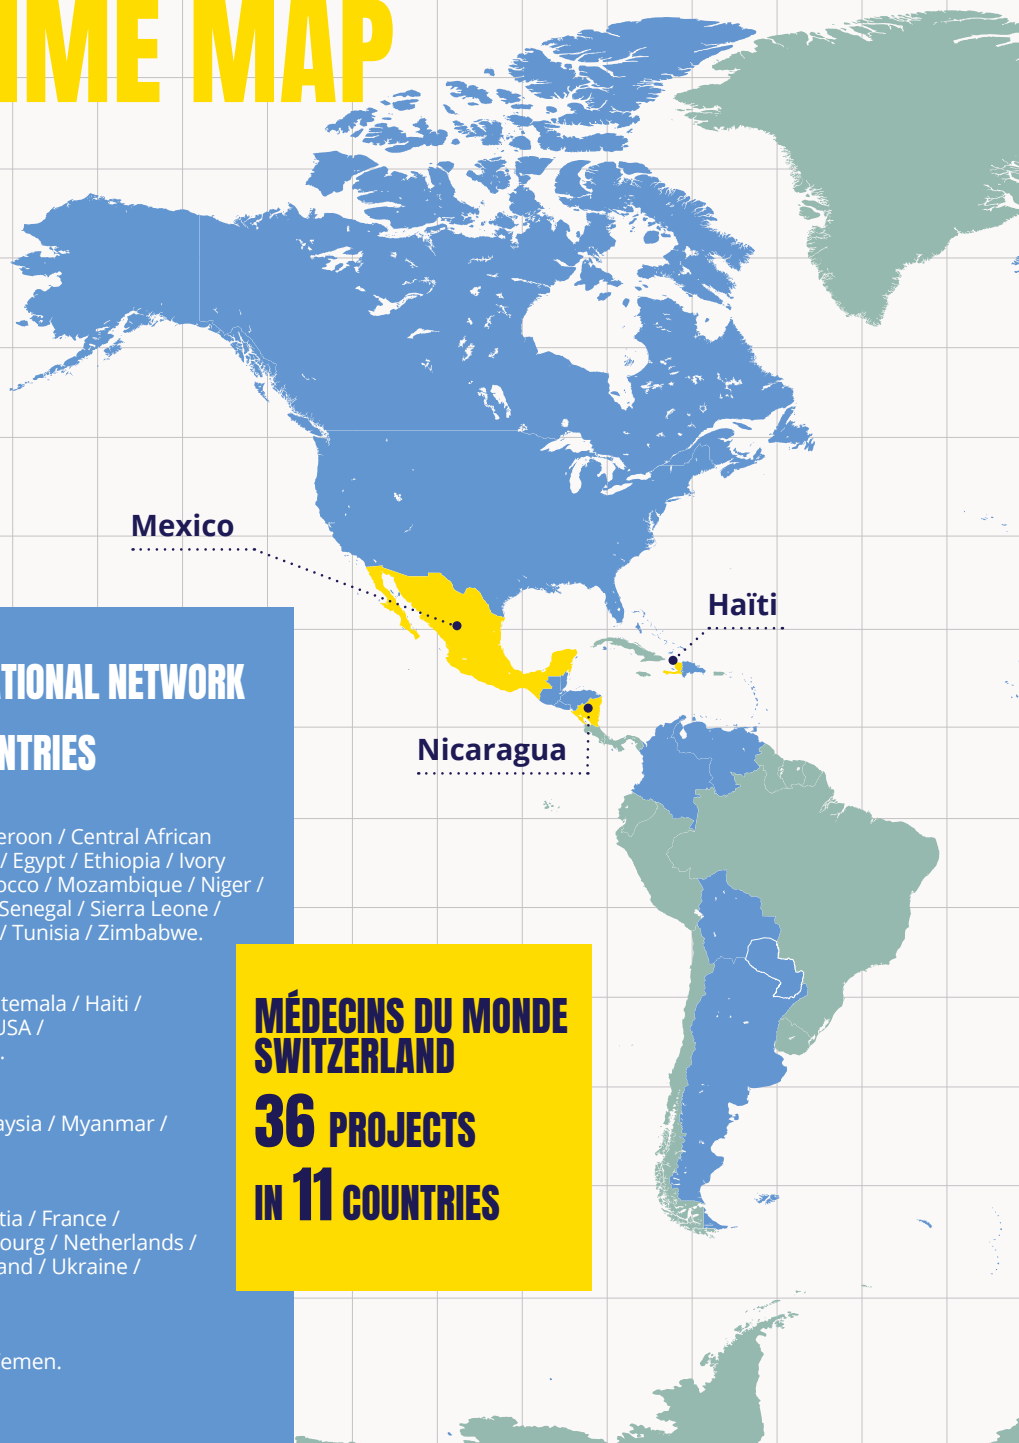 IME MAP
Mexico
Haïti
Nicaragua
TIONAL NETWORK
NTRIES
eroon / Central African
/ Egypt / Ethiopia / Ivory
occo / Mozambique / Niger /
Senegal / Sierra Leone /
/ Tunisia / Zimbabwe.
temala / Haiti /
USA /
.
aysia / Myanmar /
tia / France /
ourg / Netherlands /
and / Ukraine /
Yemen.
MÉDECINS DU MONDE
SWITZERLAND
36 PROJECTS
IN 11 COUNTRIES